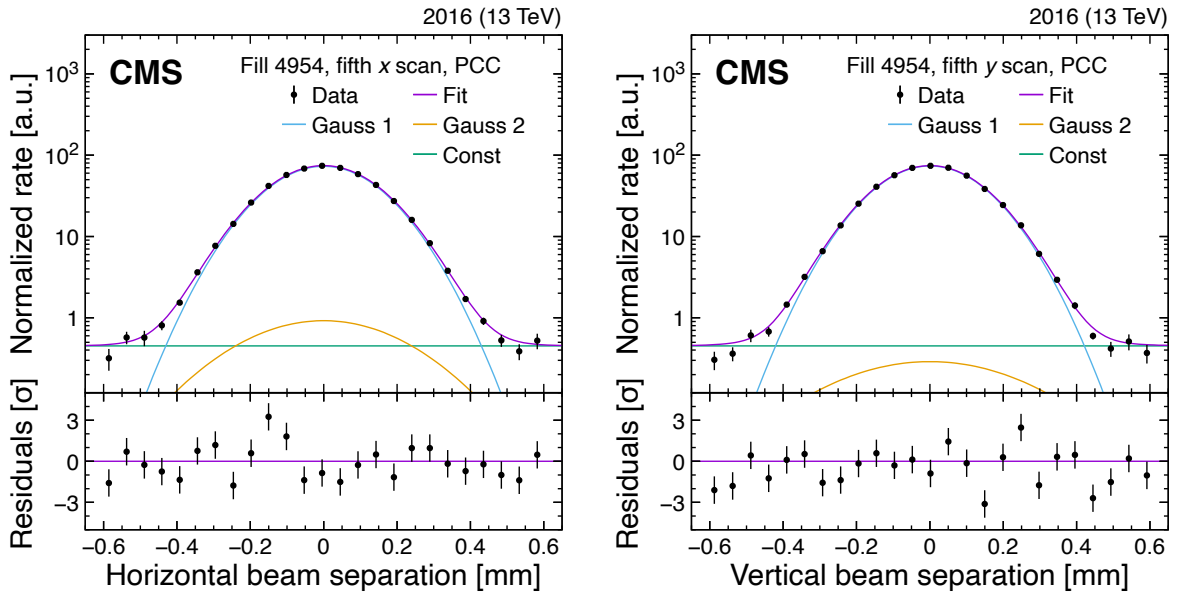 2016 (13 TeV)
CMS
Fill 4954, fifth x scan, PCC
Data
Fit
Gauss 1
Gauss 2
Const
Normalized rate [a.u.]
10³
10²
10
1
Residuals [σ]
3
0
−3
−0.6 −0.4 −0.2 0 0.2 0.4 0.6
Horizontal beam separation [mm]
2016 (13 TeV)
CMS
Fill 4954, fifth y scan, PCC
Data
Fit
Gauss 1
Gauss 2
Const
Normalized rate [a.u.]
10³
10²
10
1
Residuals [σ]
3
0
−3
−0.6 −0.4 −0.2 0 0.2 0.4 0.6
Vertical beam separation [mm]